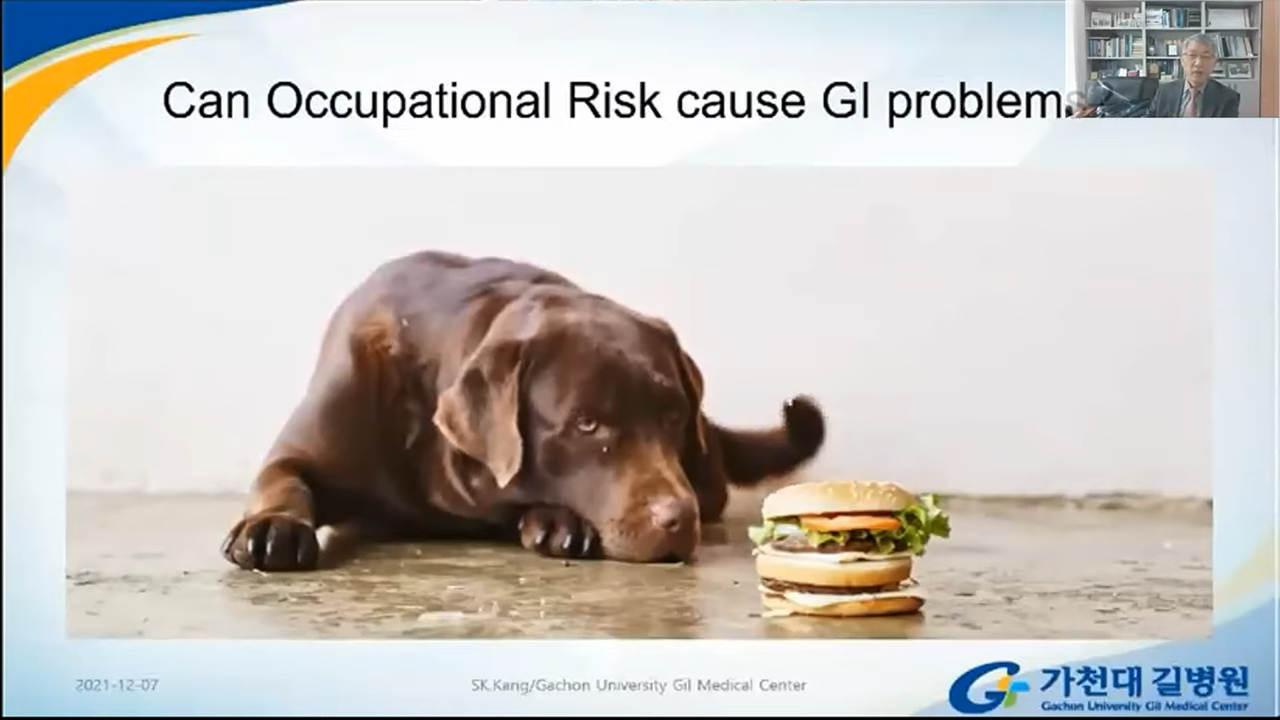 Can Occupational Risk cause GI problems
2021-12-07
SK.Kang/Gachon University Gil Medical Center
가천대 길병원
Gachon University Gil Medical Center